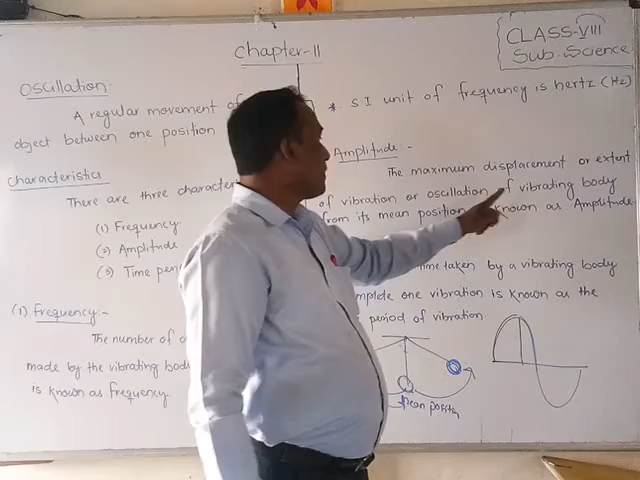 Chapter-11
CLASS-VIII
Sub-Science
Oscillation
A regular movement of
object between one position
Characteristics
There are three
(1) Frequency
(2) Amplitude
(3) Time
(1) Frequency:-
The number of
made by the vibrating
is known as frequency.
* S.I unit of frequency is hertz (Hz)
Amplitude :-
The maximum displacement or extent
of vibration or oscillation of vibrating body
from its mean position known as Amplitude.
Time taken by a vibrating body
one vibration is known as the
period of vibration.
Mean position